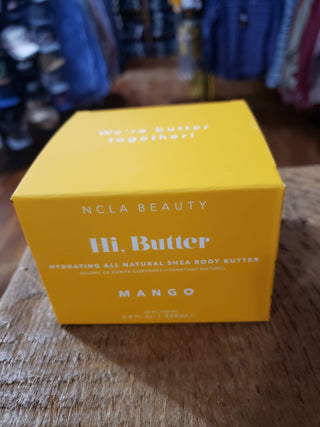 We're butter
together!
NCLA BEAUTY
Hi, Butter
HYDRATING ALL NATURAL SHEA BODY BUTTER
MANGO